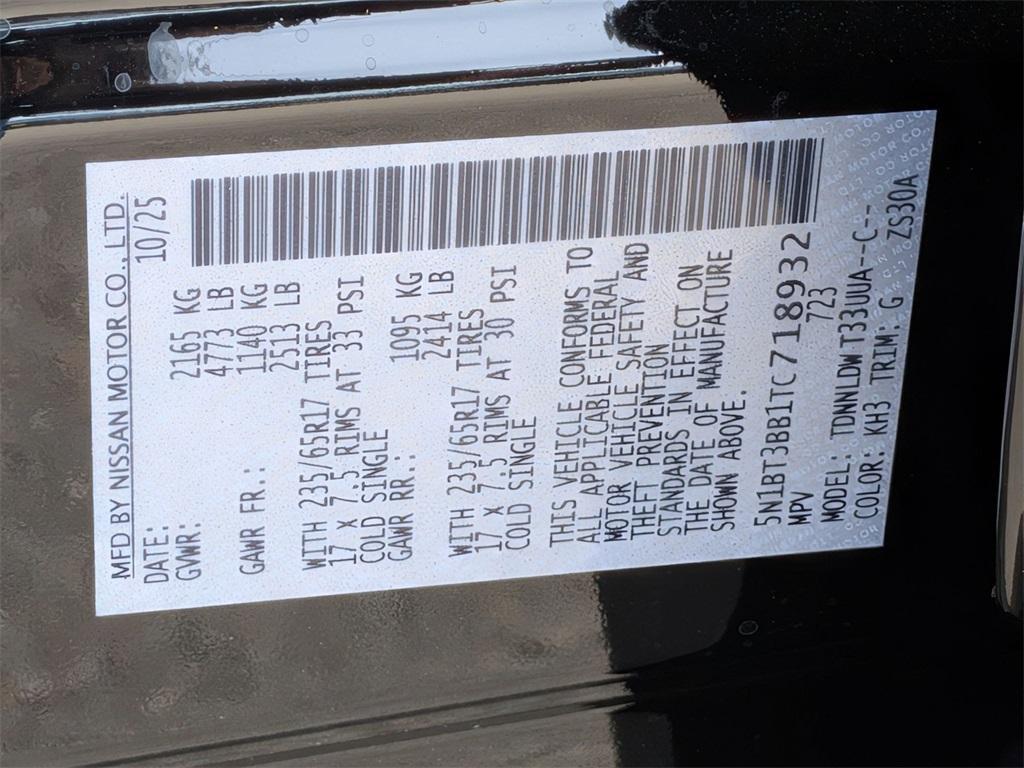 MFD BY NISSAN MOTOR CO., LTD.
DATE: 10/25
GVWR: 2165 KG
4773 LB
GAWR FR.: 1140 KG
2513 LB
WITH 235/65R17 TIRES
17 X 7.5 RIMS AT 33 PSI
COLD SINGLE
GAWR RR.: 1095 KG
2414 LB
WITH 235/65R17 TIRES
17 X 7.5 RIMS AT 30 PSI
COLD SINGLE
THIS VEHICLE CONFORMS TO
ALL APPLICABLE FEDERAL
MOTOR VEHICLE SAFETY AND
THEFT PREVENTION
STANDARDS IN EFFECT ON
THE DATE OF MANUFACTURE
SHOWN ABOVE.
5N1BT3BB1TC718932
MPV 723
MODEL: TDNNLDW T33UUA--C--
COLOR: KH3 TRIM: G ZS30A